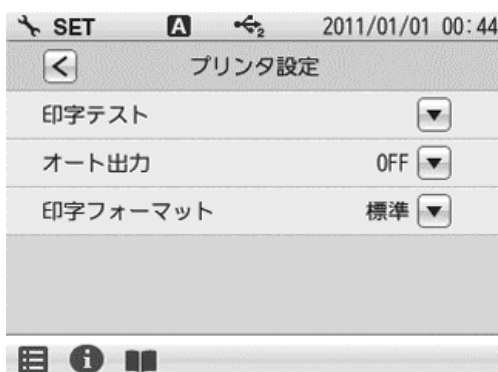 SET A 2 2011/01/01 00:44
プリンタ設定
印字テスト
オート出力 OFF
印字フォーマット 標準